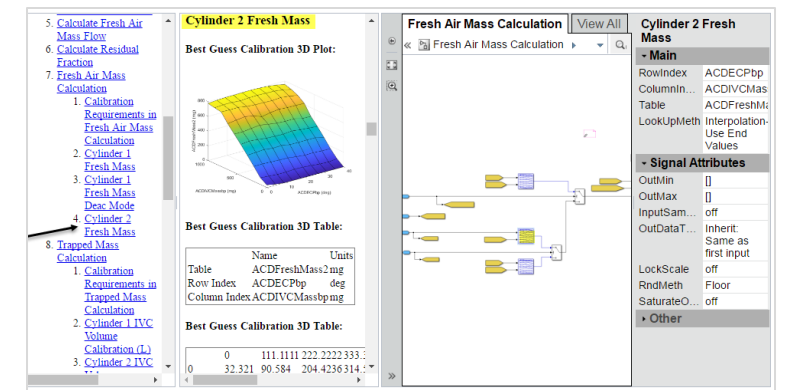 5. Calculate Fresh Air
Mass Flow
6. Calculate Residual
Fraction
7. Fresh Air Mass
Calculation
1. Calibration
Requirements in
Fresh Air Mass
Calculation
2. Cylinder 1
Fresh Mass
3. Cylinder 1
Fresh Mass
Deac Mode
4. Cylinder 2
Fresh Mass
8. Trapped Mass
Calculation
1. Calibration
Requirements in
Trapped Mass
Calculation
2. Cylinder 1 IVC
Volume
Calibration (L)
3. Cylinder 2 IVC
Cylinder 2 Fresh Mass
Best Guess Calibration 3D Plot:
Best Guess Calibration 3D Table:
Name Units
Table ACDFreshMass2 mg
Row Index ACDECPbp deg
Column Index ACDIVCMassbp mg
Best Guess Calibration 3D Table:
0 111.1111 222.2222 333.3
0 32.321 90.584 204.4236 314.
Fresh Air Mass Calculation View All
« Fresh Air Mass Calculation
»
Cylinder 2 Fresh
Mass
Main
RowIndex ACDECPbp
ColumnIn... ACDIVCMas
Table ACDFreshMa
LookUpMeth Interpolation-
Use End
Values
Signal Attributes
OutMin []
OutMax []
InputSam... off
OutDataT... Inherit:
Same as
first input
LockScale off
RndMeth Floor
SaturateO... off
Other